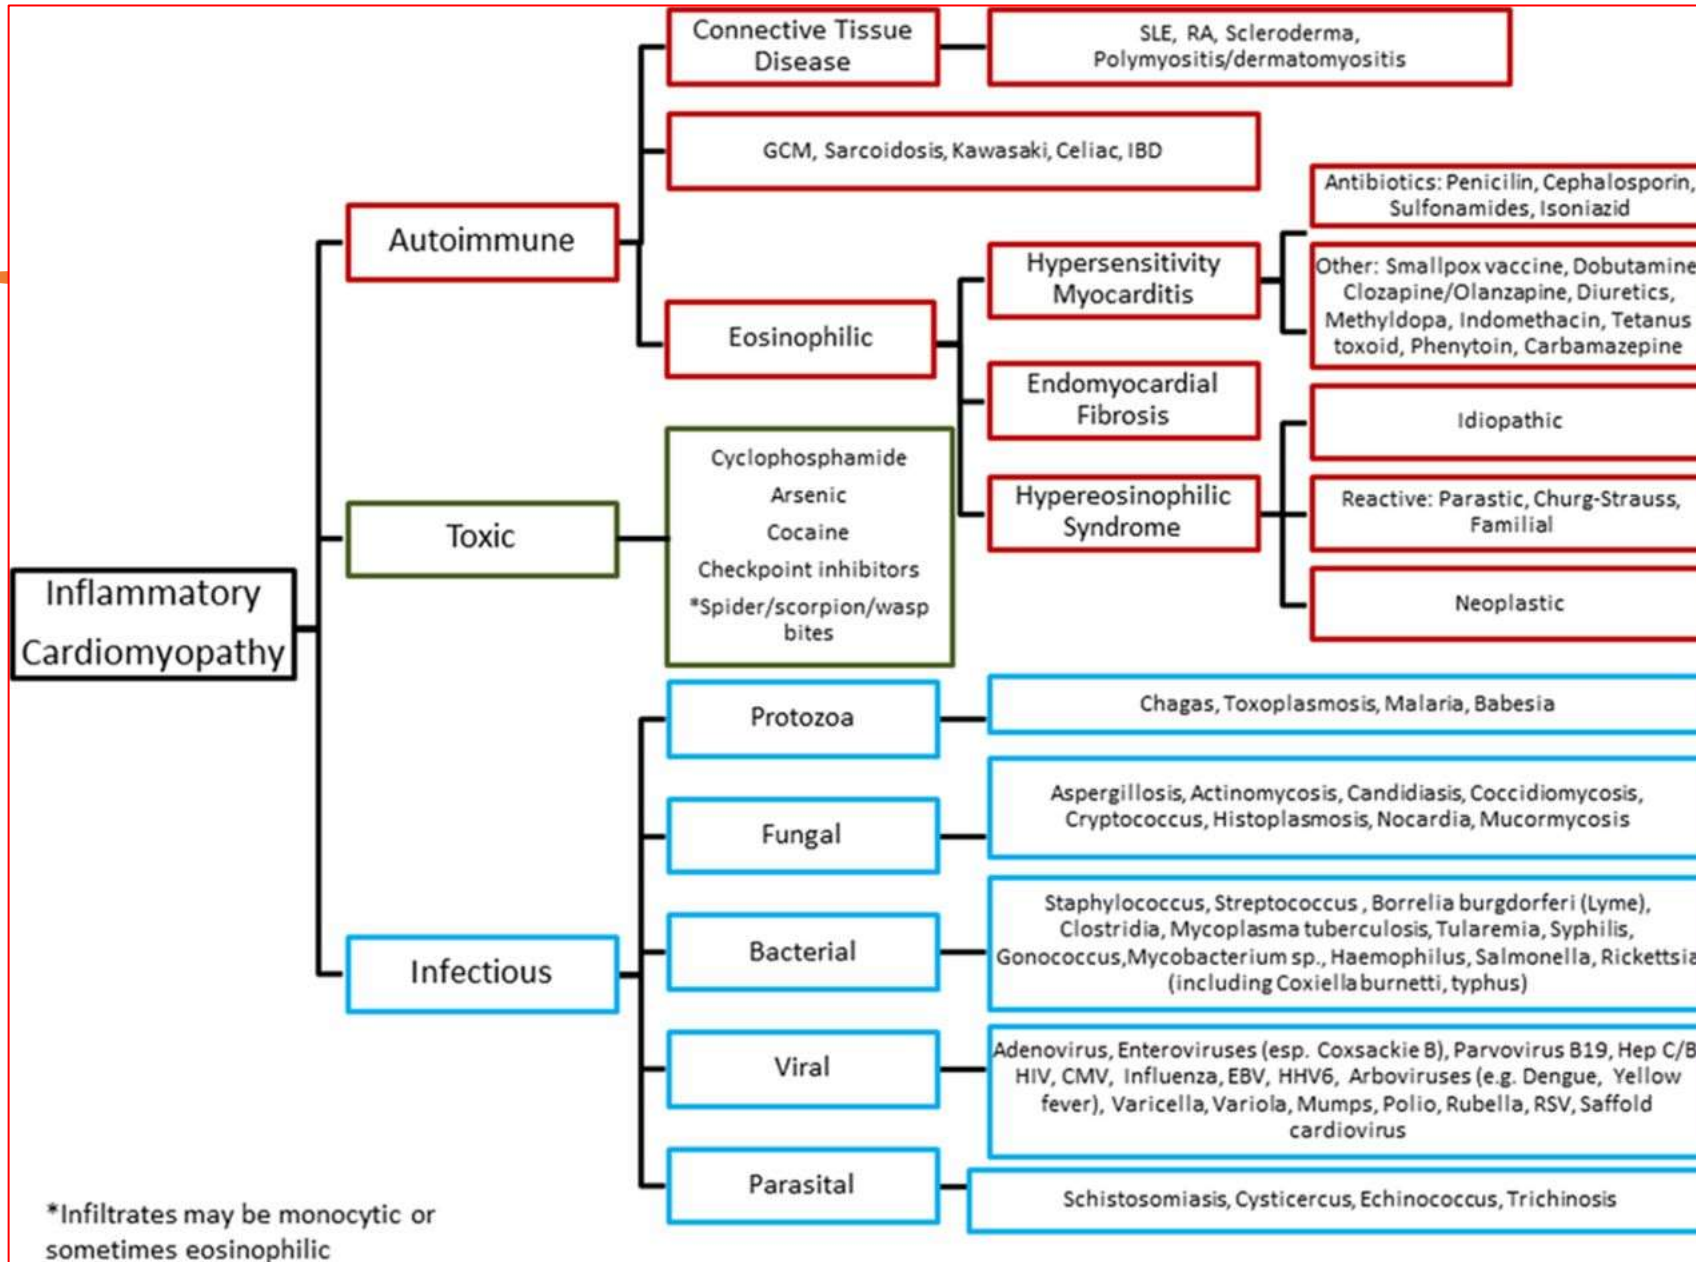 Connective Tissue
Disease
SLE, RA, Scleroderma,
Polymyositis/dermatomyositis
GCM, Sarcoidosis, Kawasaki, Celiac, IBD
Autoimmune
Antibiotics: Penicilin, Cephalosporin,
Sulfonamides, Isoniazid
Hypersensitivity
Myocarditis
Other: Smallpox vaccine, Dobutamine
Clozapine/Olanzapine, Diuretics,
Methyldopa, Indomethacin, Tetanus
toxoid, Phenytoin, Carbamazepine
Eosinophilic
Endomyocardial
Fibrosis
Idiopathic
Hypereosinophilic
Syndrome
Reactive: Parastic, Churg-Strauss,
Familial
Neoplastic
Toxic
Cyclophosphamide
Arsenic
Cocaine
Checkpoint inhibitors
*Spider/scorpion/wasp
bites
Inflammatory
Cardiomyopathy
Protozoa
Chagas, Toxoplasmosis, Malaria, Babesia
Fungal
Aspergillosis, Actinomycosis, Candidiasis, Coccidiomycosis,
Cryptococcus, Histoplasmosis, Nocardia, Mucormycosis
Infectious
Bacterial
Staphylococcus, Streptococcus , Borrelia burgdorferi (Lyme),
Clostridia, Mycoplasma tuberculosis, Tularemia, Syphilis,
Gonococcus, Mycobacterium sp., Haemophilus, Salmonella, Rickettsia
(including Coxiella burnetti, typhus)
Viral
Adenovirus, Enteroviruses (esp. Coxsackie B), Parvovirus B19, Hep C/B
HIV, CMV, Influenza, EBV, HHV6, Arboviruses (e.g. Dengue, Yellow
fever), Varicella, Variola, Mumps, Polio, Rubella, RSV, Saffold
cardiovirus
Parasital
Schistosomiasis, Cysticercus, Echinococcus, Trichinosis
*Infiltrates may be monocytic or
sometimes eosinophilic